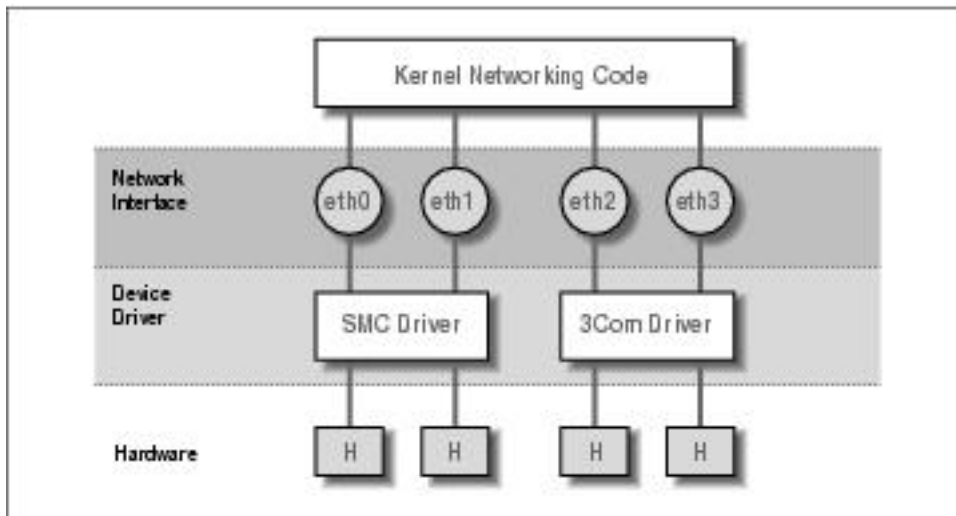 Kernel Networking Code
Network
Interface
eth0 eth1 eth2 eth3
Device
Driver
SMC Driver 3Com Driver
Hardware
H H H H